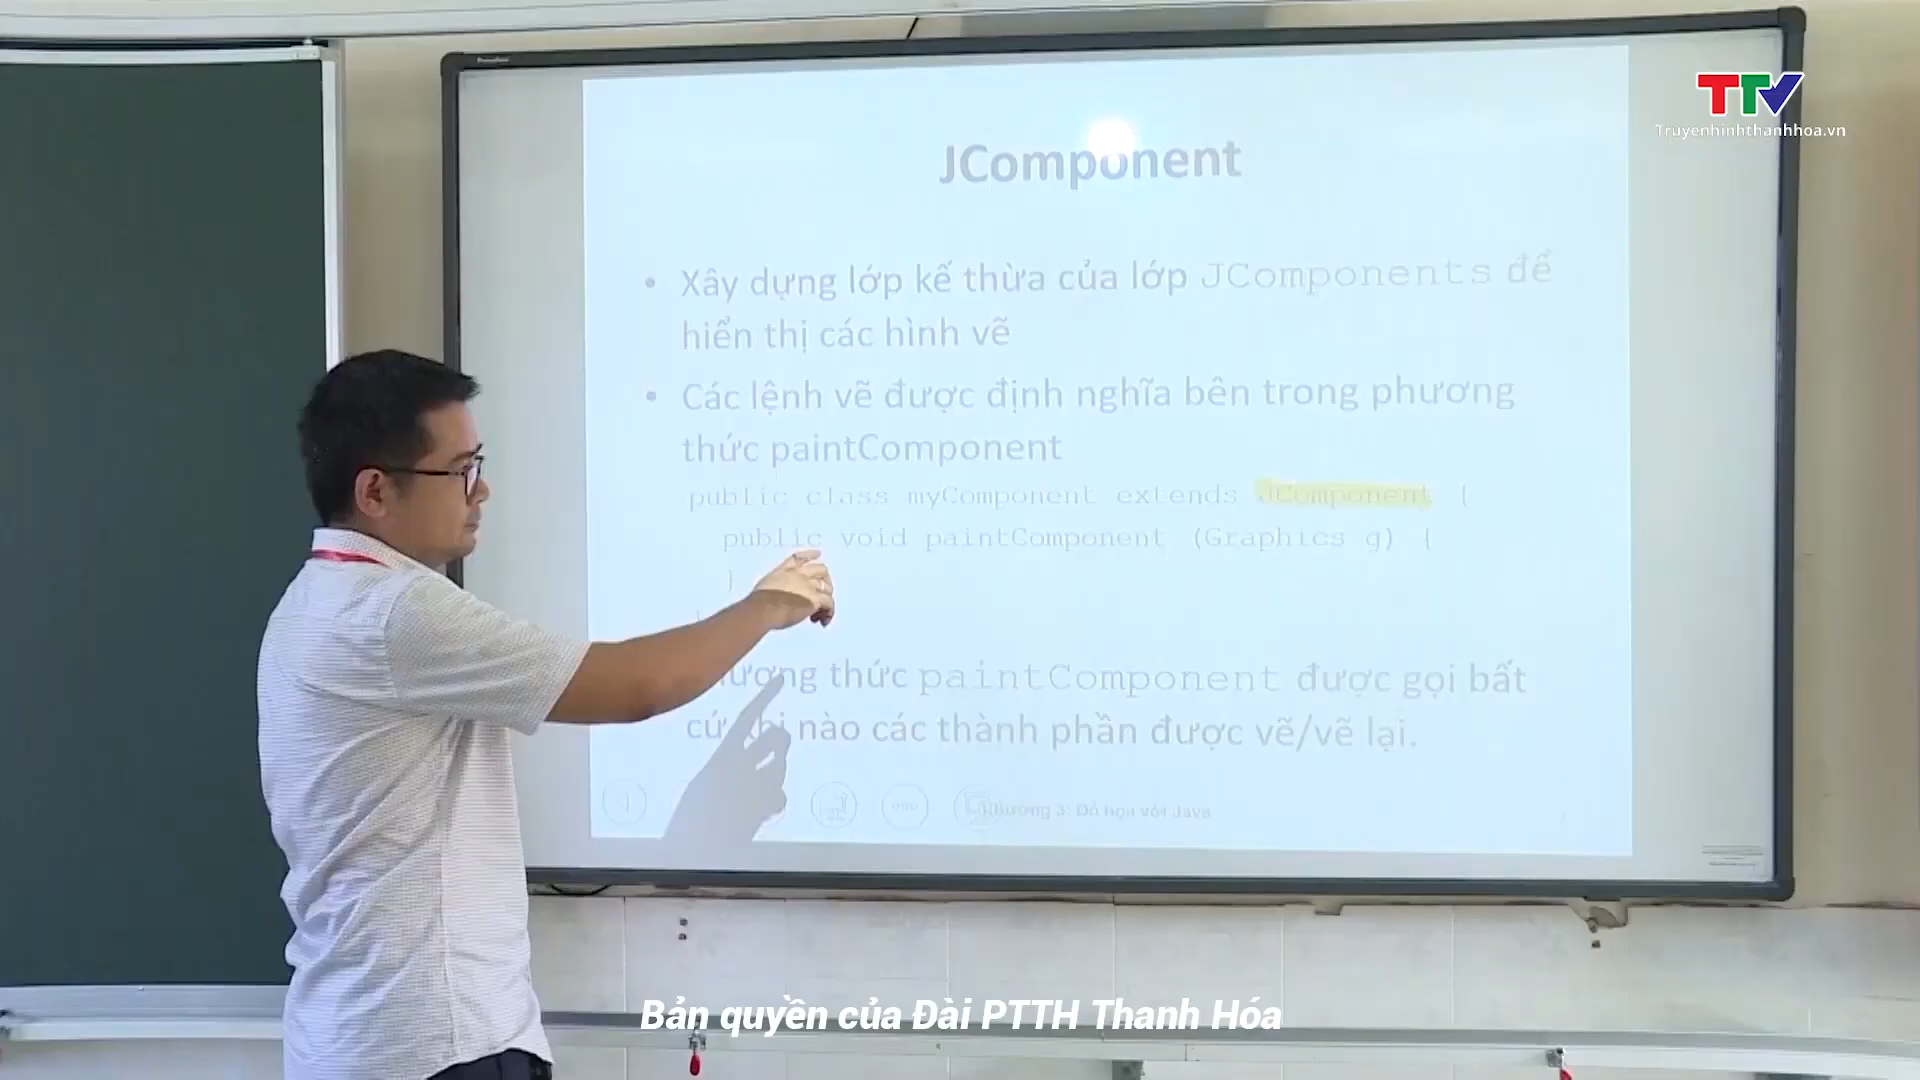 TTV
Truyenhinhthanhhoa.vn
JComponent
• Xây dựng lớp kế thừa của lớp JComponents để
hiển thị các hình vẽ
• Các lệnh vẽ được định nghĩa bên trong phương
thức paintComponent
public class myComponent extends JComponent {
public void paintComponent (Graphics g) {
}
thức paintComponent được gọi bất
cứ nào các thành phần được vẽ/vẽ lại.
3: Đồ họa với Java
Bản quyền của Đài PTTH Thanh Hóa